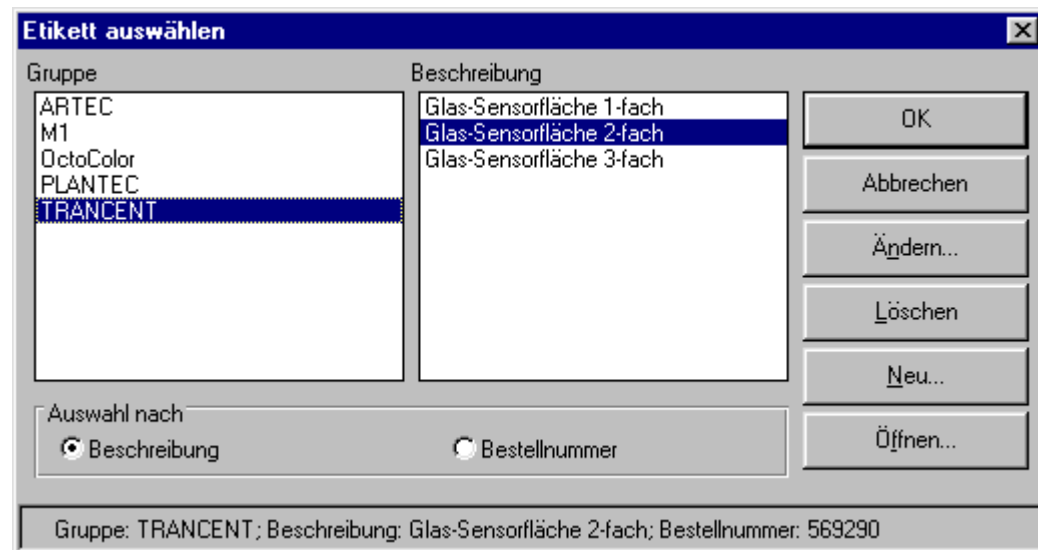 Etikett auswählen
Gruppe
ARTEC
M1
OctoColor
PLANTEC
TRANCENT
Beschreibung
Glas-Sensorfläche 1-fach
Glas-Sensorfläche 2-fach
Glas-Sensorfläche 3-fach
OK
Abbrechen
Ändern...
Löschen
Neu...
Öffnen...
Auswahl nach
Beschreibung
Bestellnummer
Gruppe: TRANCENT; Beschreibung: Glas-Sensorfläche 2-fach; Bestellnummer: 569290